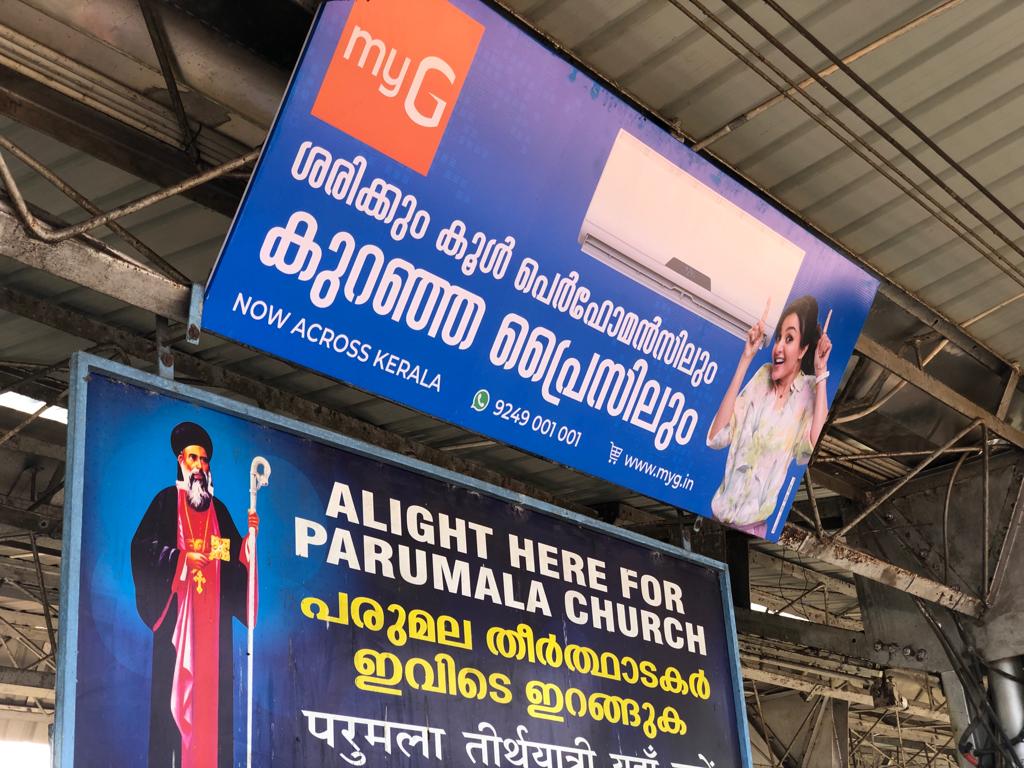 myG
ശരിക്കും കൂൾ പെർഫോമൻസിലും
കുറഞ്ഞ പ്രൈസിലും
NOW ACROSS KERALA
9249 001 001
www.myg.in
ALIGHT HERE FOR
PARUMALA CHURCH
പരുമല തീർത്ഥാടകർ
ഇവിടെ ഇറങ്ങുക
परुमला तीर्थयात्री यहाँ